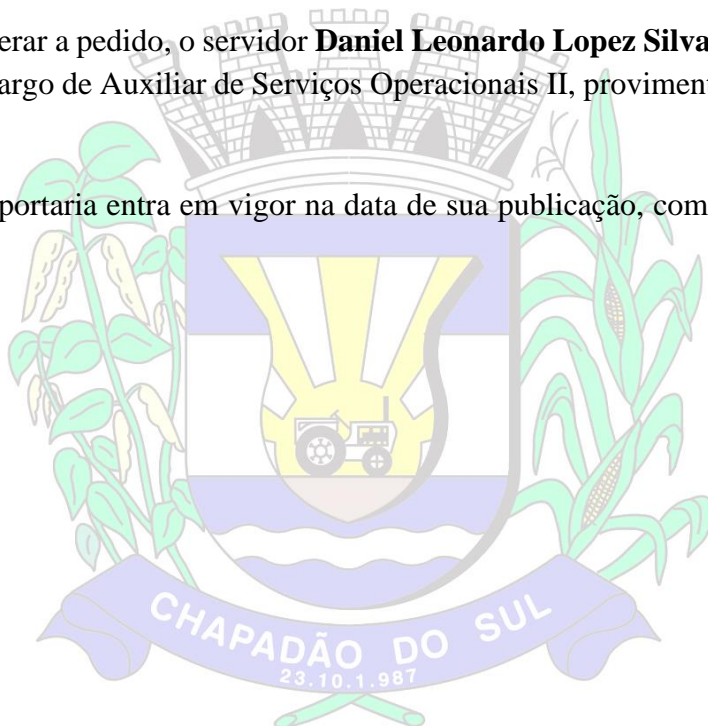 erar a pedido, o servidor Daniel Leonardo Lopez Silva
argo de Auxiliar de Serviços Operacionais II, proviment
portaria entra em vigor na data de sua publicação, com
CHAPADÃO DO SUL
23.10.1.987